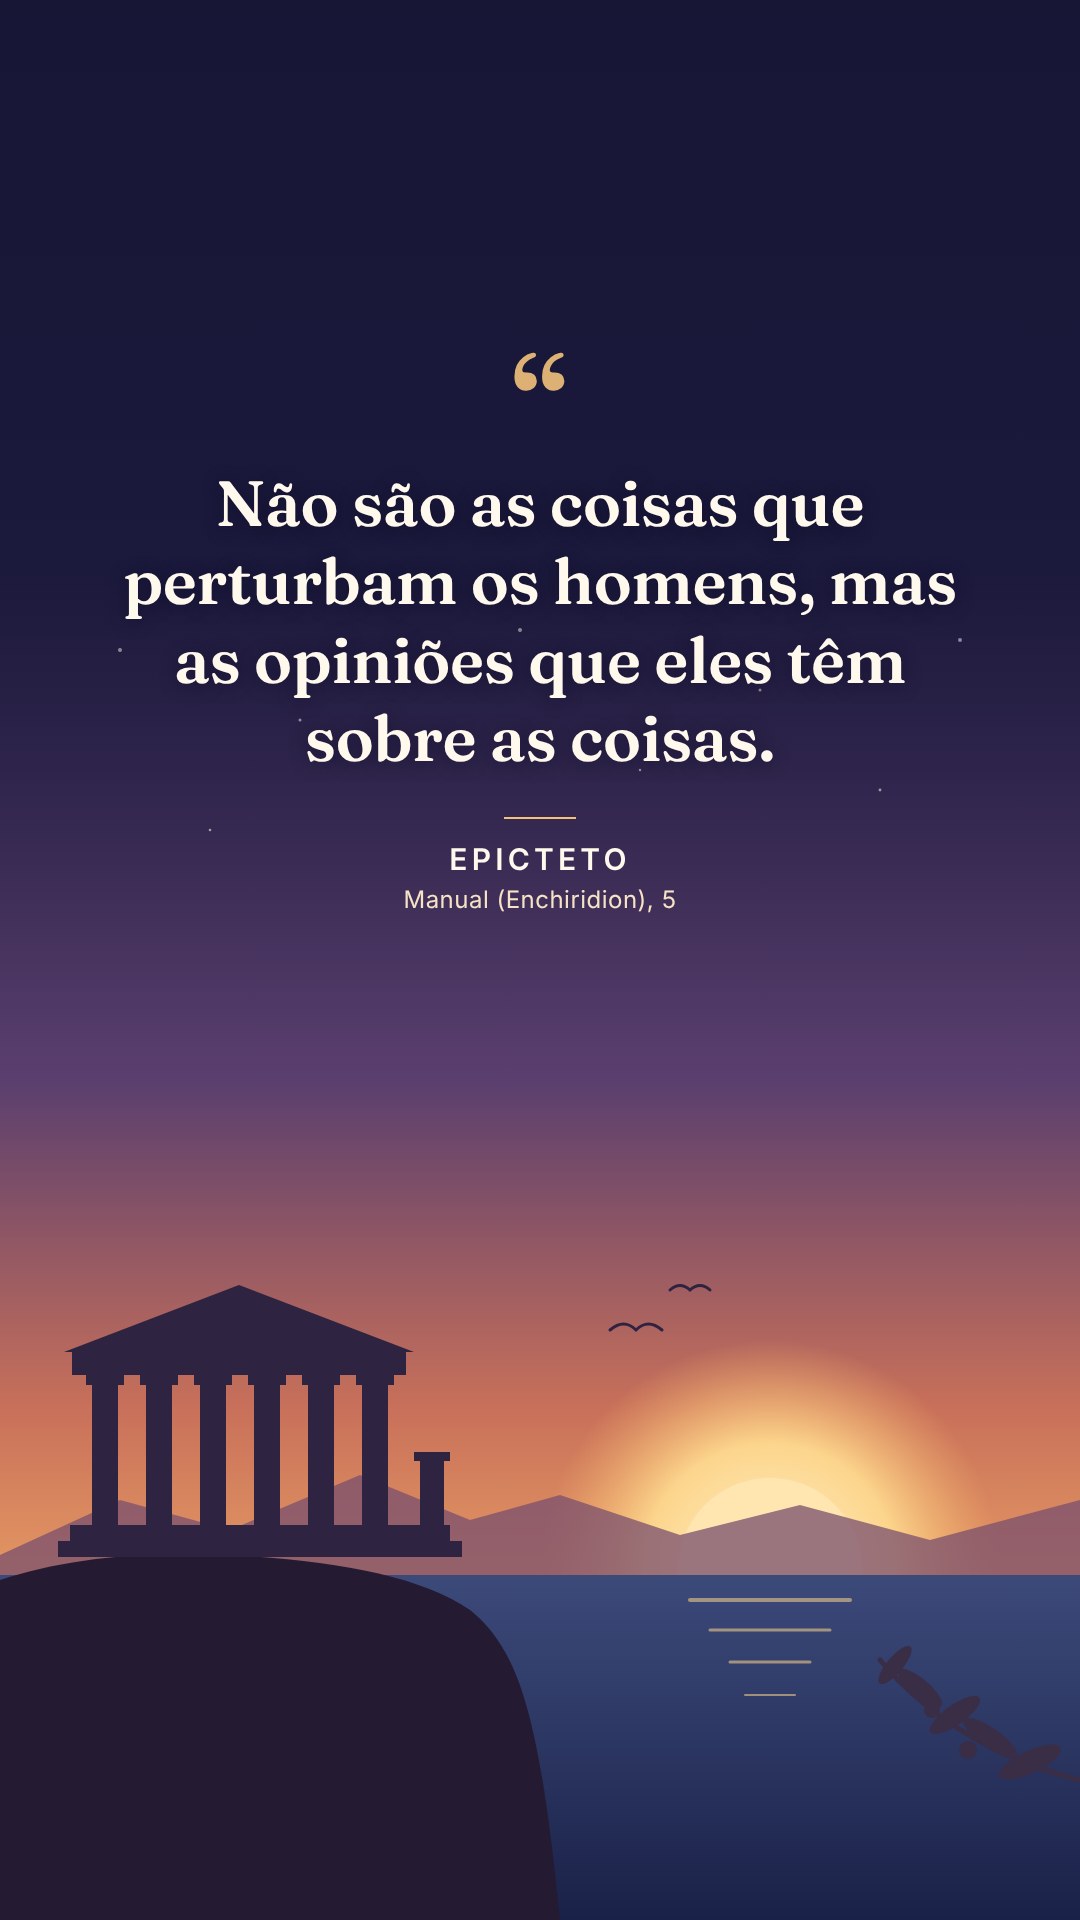 “
Não são as coisas que
perturbam os homens, mas
as opiniões que eles têm
sobre as coisas.
EPICTETO
Manual (Enchiridion), 5